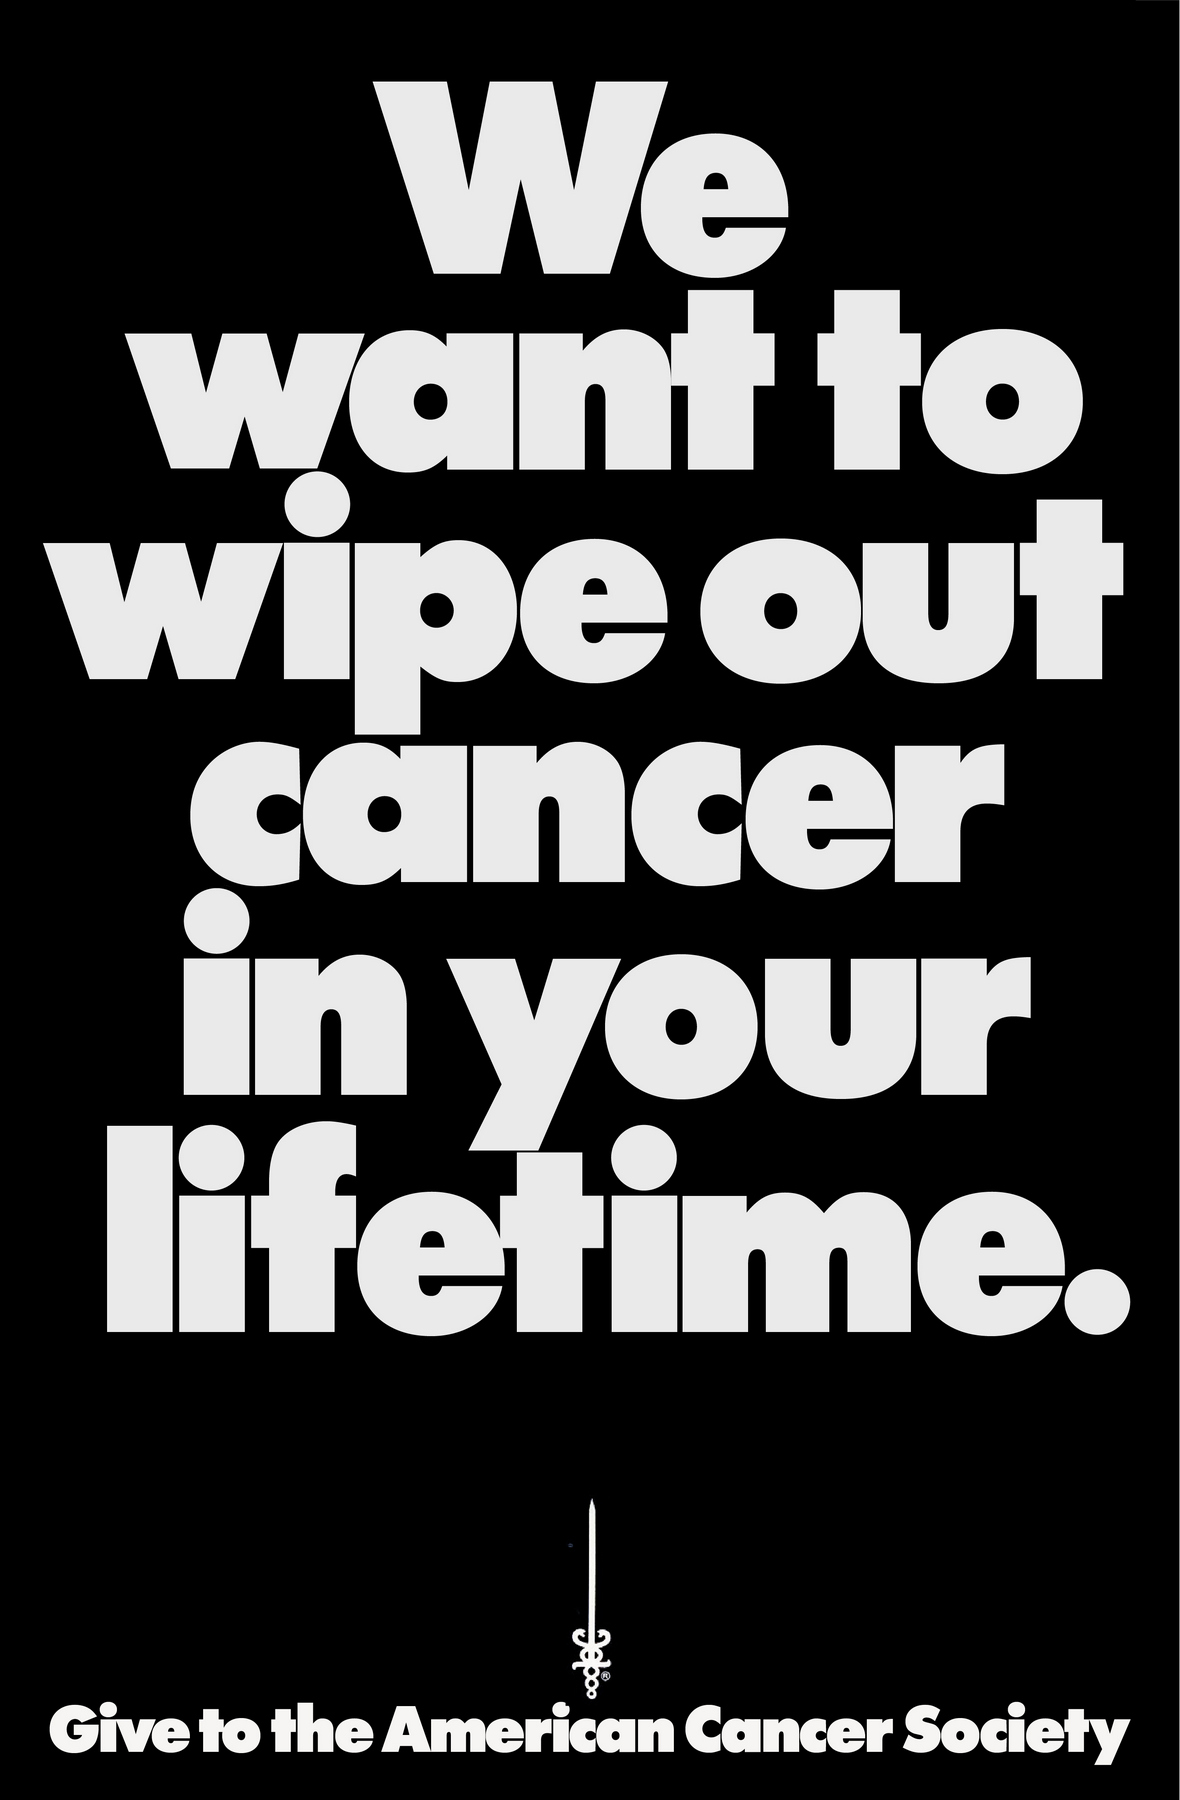 We
want to
wipe out
cancer
in your
lifetime.
®
Give to the American Cancer Society